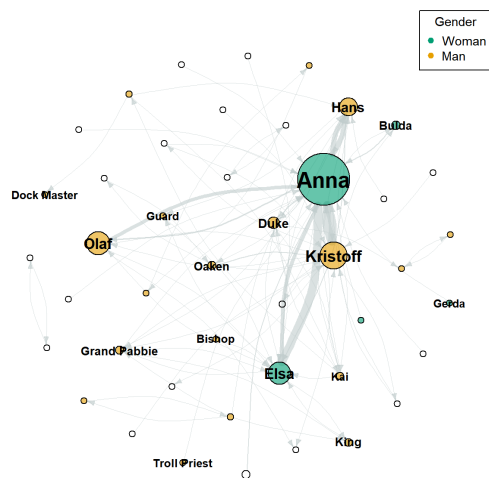 Gender
Woman
Man
Hans
Bulda
Anna
Dock Master
Guard
Duke
Olaf
Kristoff
Oaken
Gerda
Bishop
Grand Pabbie
Elsa
Kai
King
Troll Priest